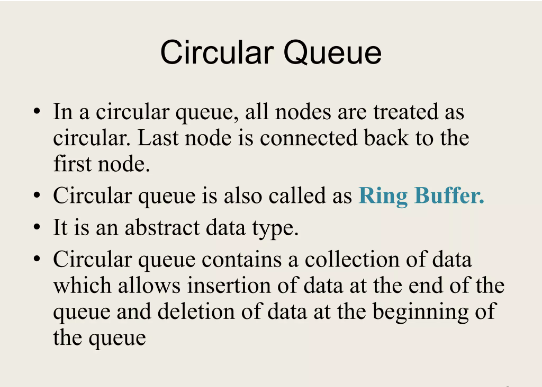 Circular Queue
• In a circular queue, all nodes are treated as
circular. Last node is connected back to the
first node.
• Circular queue is also called as Ring Buffer.
• It is an abstract data type.
• Circular queue contains a collection of data
which allows insertion of data at the end of the
queue and deletion of data at the beginning of
the queue